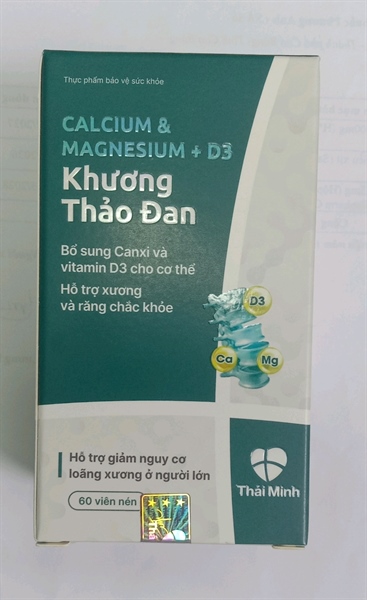 Thực phẩm bảo vệ sức khỏe
CALCIUM &
MAGNESIUM + D3
Khương
Thảo Đan
Bổ sung Canxi và
vitamin D3 cho cơ thể
Hỗ trợ xương
và răng chắc khỏe
D3
Ca
Mg
Hỗ trợ giảm nguy cơ
loãng xương ở người lớn
60 viên nén
Thái Minh